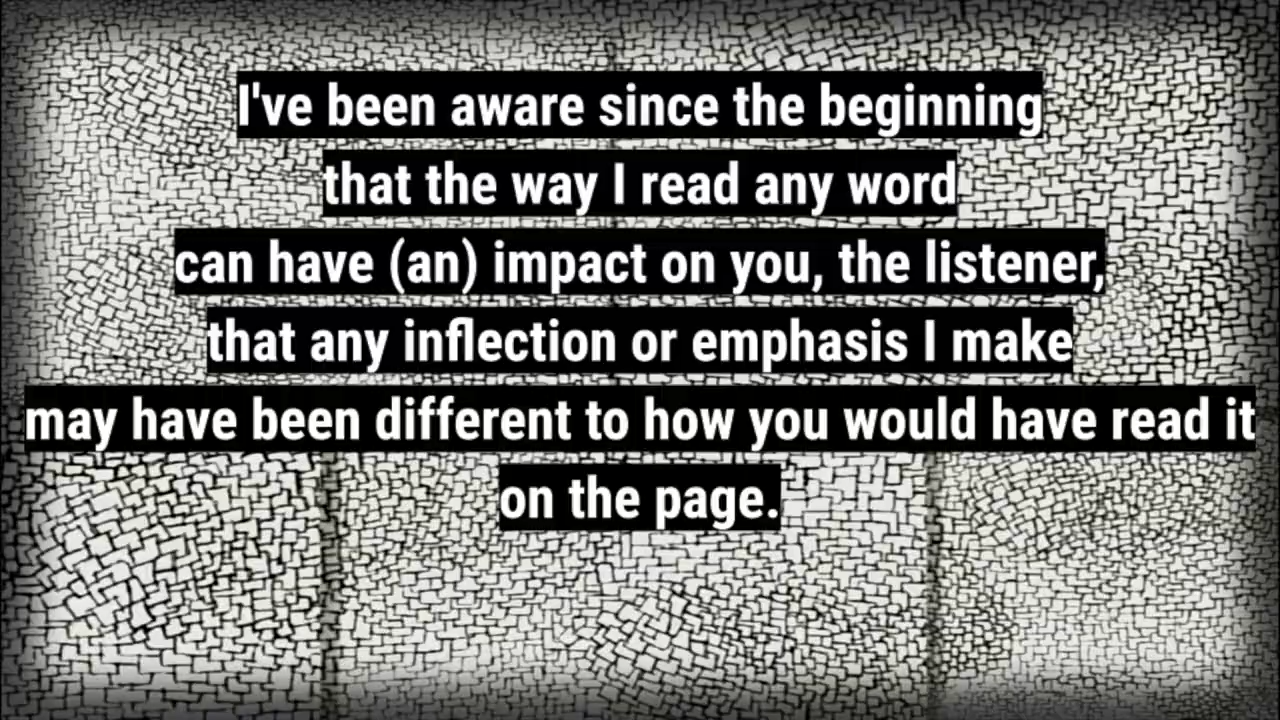 I've been aware since the beginning
that the way I read any word
can have (an) impact on you, the listener,
that any inflection or emphasis I make
may have been different to how you would have read it
on the page.